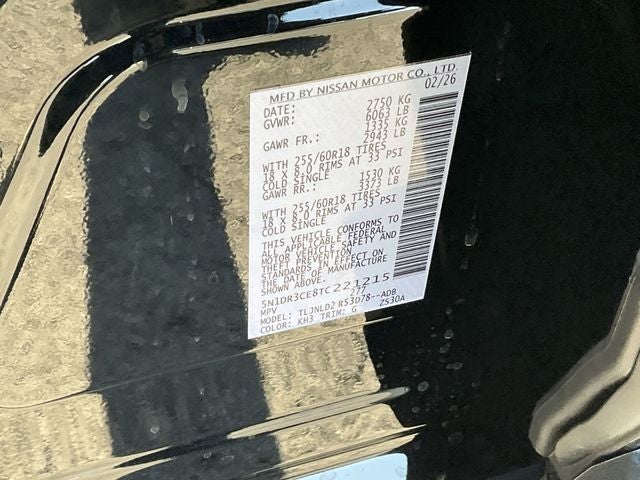 MFD BY NISSAN MOTOR CO., LTD.
DATE: 02/26
GVWR: 2750 KG
6063 LB
GAWR FR.: 1335 KG
2943 LB
WITH 255/60R18 TIRES
18 X 8.0 RIMS AT 33 PSI
COLD SINGLE
GAWR RR.: 1530 KG
3373 LB
WITH 255/60R18 TIRES
18 X 8.0 RIMS AT 33 PSI
COLD SINGLE
THIS VEHICLE CONFORMS TO
ALL APPLICABLE FEDERAL
MOTOR VEHICLE SAFETY AND
THEFT PREVENTION
STANDARDS IN EFFECT ON
THE DATE OF MANUFACTURE
SHOWN ABOVE.
5N1DR3CE8TC221215
MPV 277
MODEL: TLJNLD2 R53D78--ADB
COLOR: KH3 TRIM: G ZS30A